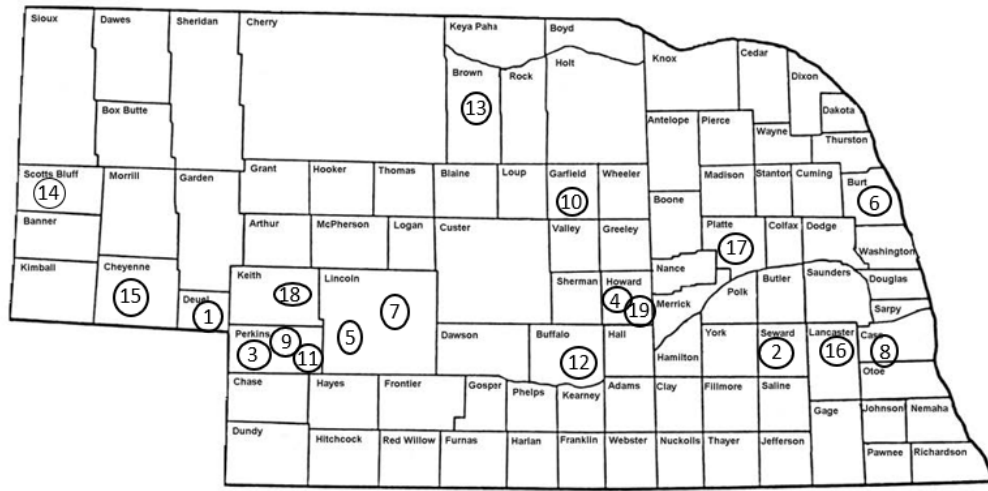 Sioux Dawes Sheridan Cherry Keya Paha Boyd
Knox Cedar
Brown Rock Holt Dixon
13 Dakota
Box Butte Antelope Pierce Wayne
Thurston
Scotts Bluff Morrill Garden Grant Hooker Thomas Blaine Loup Garfield Wheeler Madison Stanton Cuming Burt
14 10 6
Boone
Banner Arthur McPherson Logan Custer Valley Greeley Platte Colfax Dodge
17 Washington
Kimball Cheyenne Keith Lincoln Sherman Howard Nance Butler Saunders Douglas
15 Deuel 18 7 4 19 Merrick Polk Sarpy
1
Perkins 9 5 Dawson Buffalo Hall York Seward Lancaster Cass
3 11 12 Hamilton 2 16 8
Otoe
Chase Hayes Frontier Gosper Phelps Kearney Adams Clay Fillmore Saline
Gage Johnson Nemaha
Dundy Hitchcock Red Willow Furnas Harlan Franklin Webster Nuckolls Thayer Jefferson
Pawnee Richardson